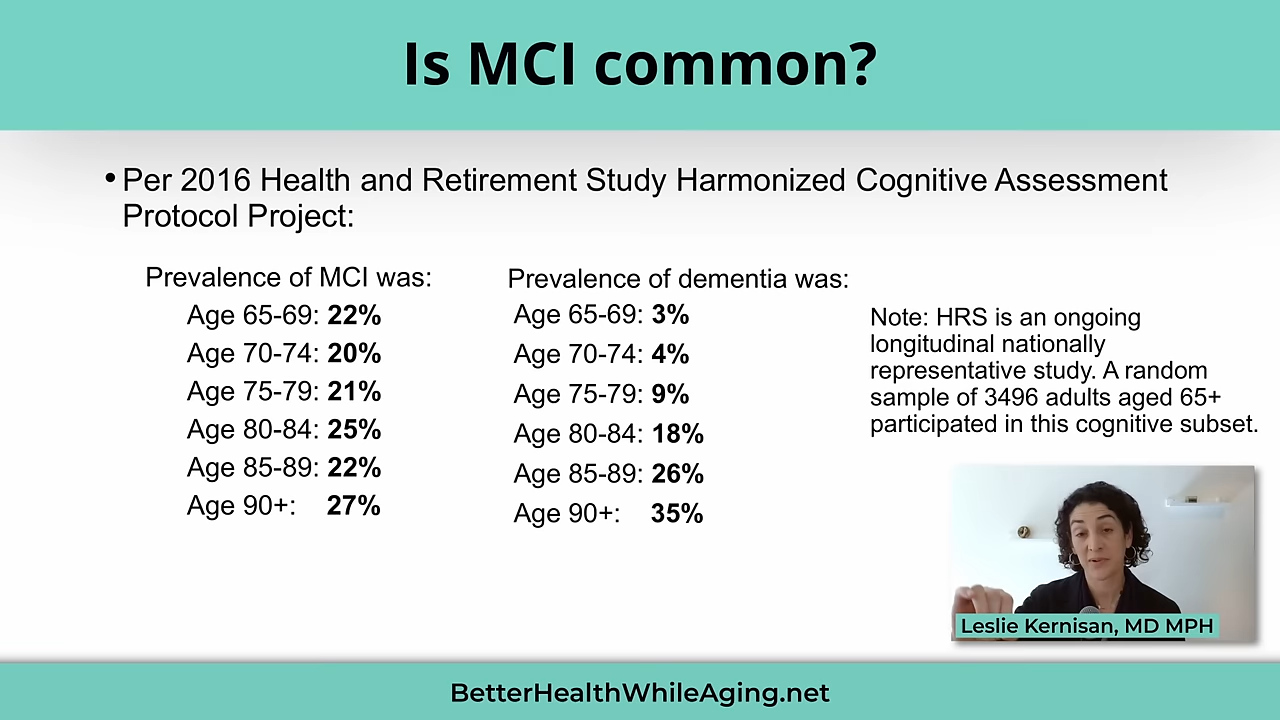 Is MCI common?
• Per 2016 Health and Retirement Study Harmonized Cognitive Assessment
Protocol Project:
Prevalence of MCI was:
Age 65-69: 22%
Age 70-74: 20%
Age 75-79: 21%
Age 80-84: 25%
Age 85-89: 22%
Age 90+: 27%
Prevalence of dementia was:
Age 65-69: 3%
Age 70-74: 4%
Age 75-79: 9%
Age 80-84: 18%
Age 85-89: 26%
Age 90+: 35%
Note: HRS is an ongoing
longitudinal nationally
representative study. A random
sample of 3496 adults aged 65+
participated in this cognitive subset.
Leslie Kernisan, MD MPH
BetterHealthWhileAging.net